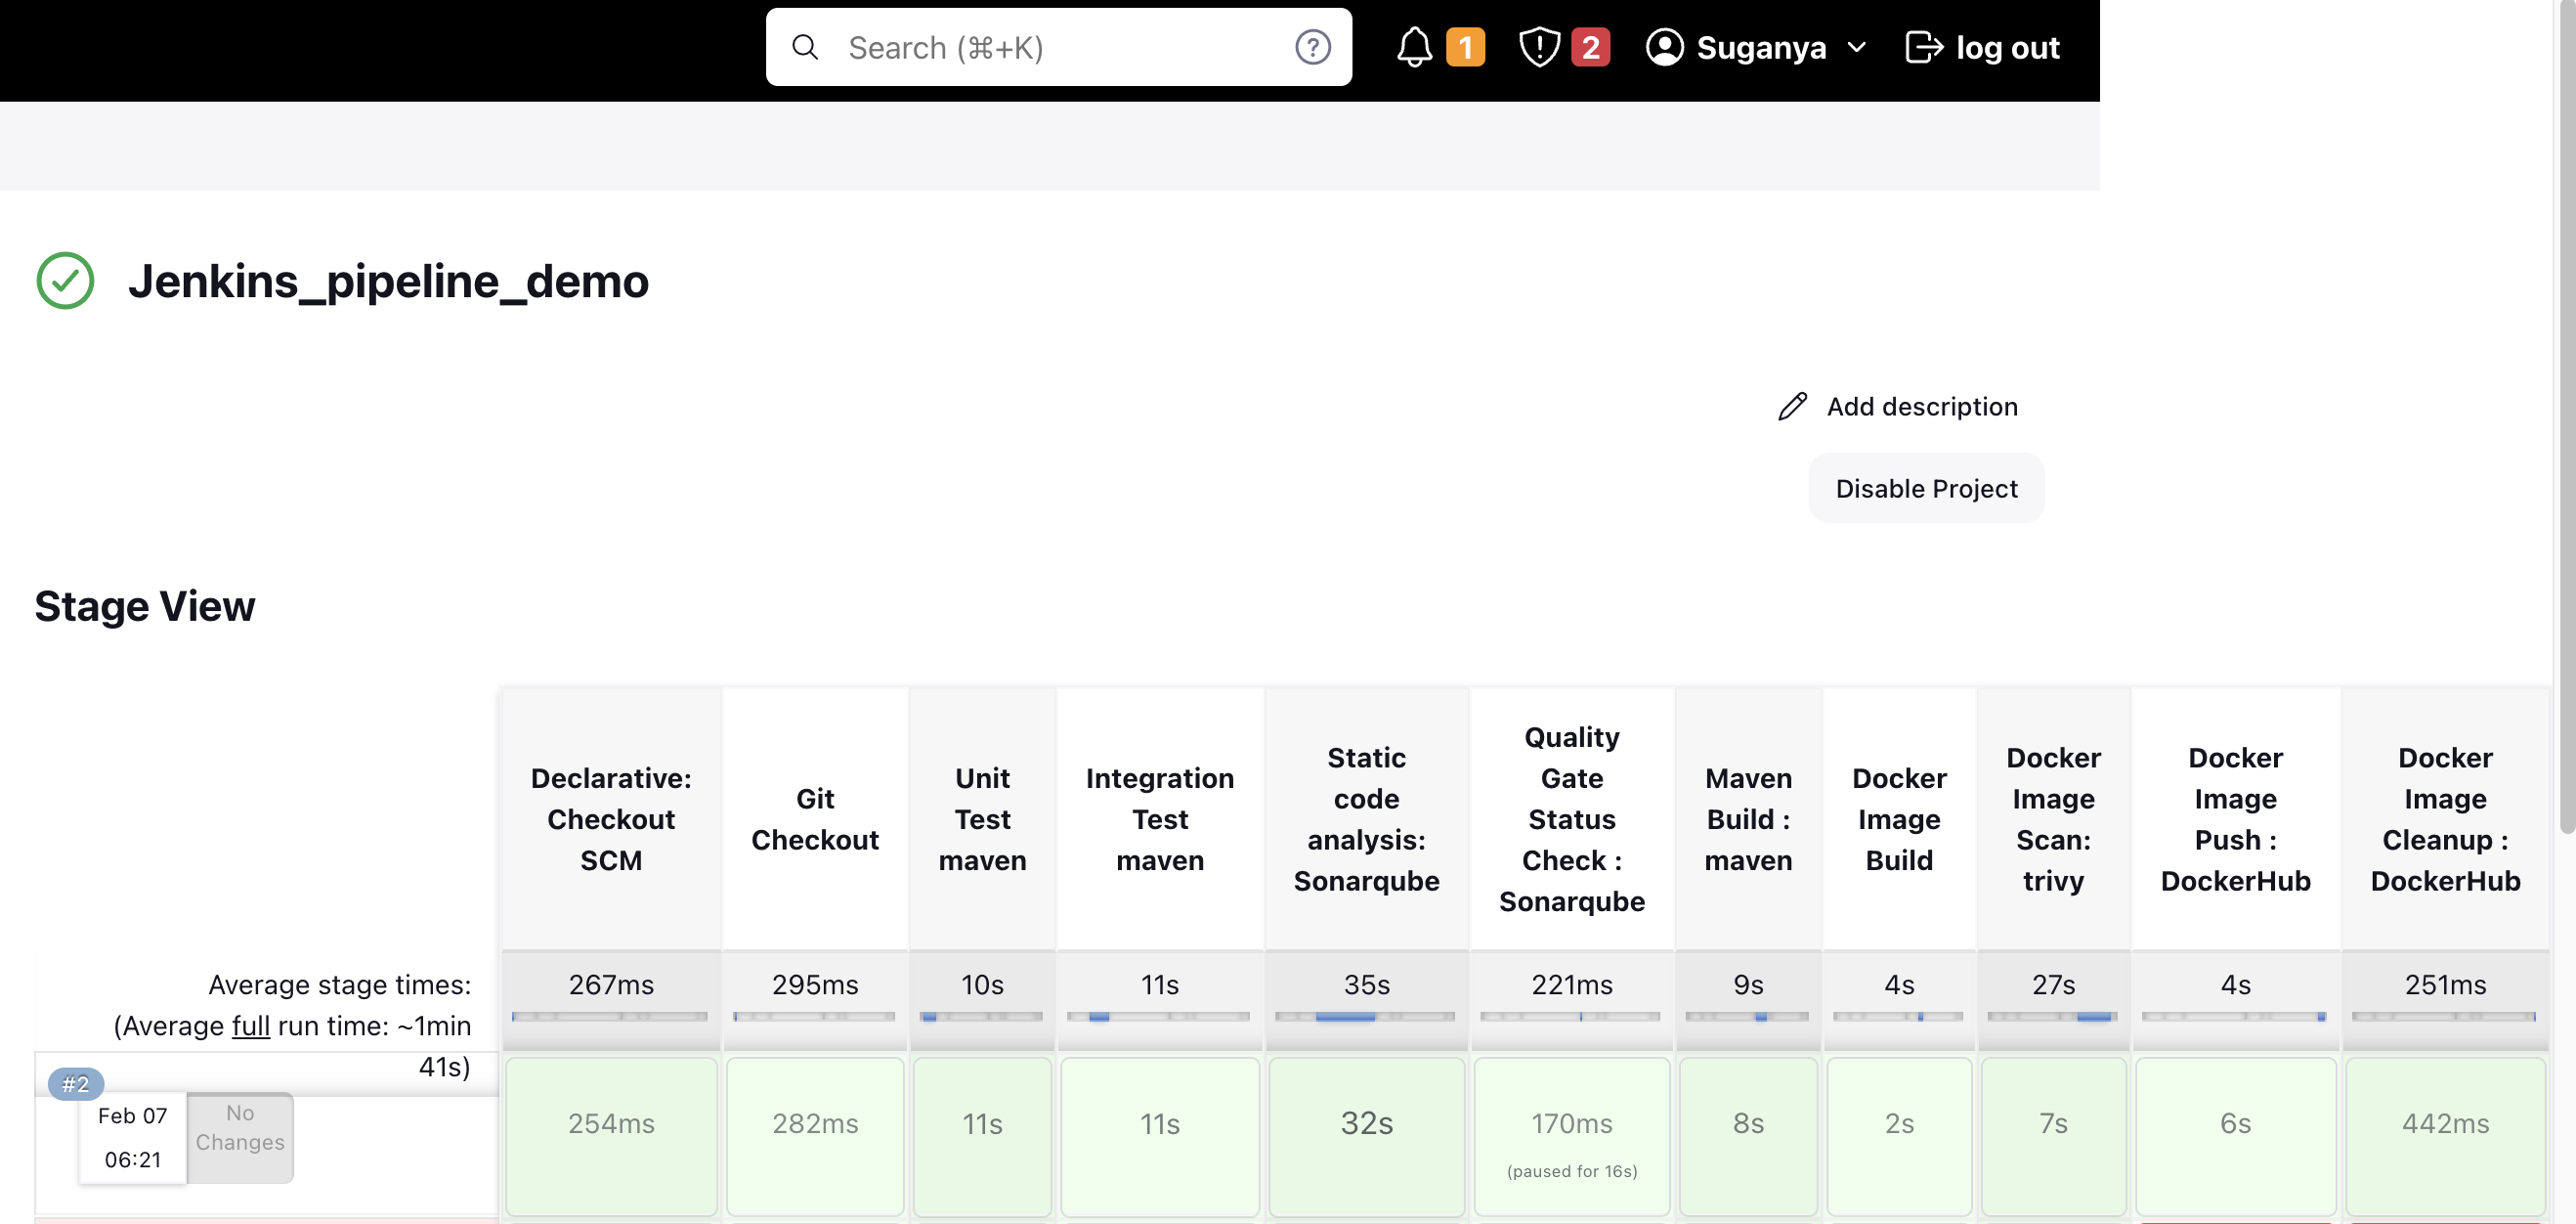 Search (⌘+K)
1
2
Suganya
log out
Jenkins_pipeline_demo
Add description
Disable Project
Stage View
Declarative:
Checkout
SCM
Git
Checkout
Unit
Test
maven
Integration
Test
maven
Static
code
analysis:
Sonarqube
Quality
Gate
Status
Check :
Sonarqube
Maven
Build :
maven
Docker
Image
Build
Docker
Image
Scan:
trivy
Docker
Image
Push :
DockerHub
Docker
Image
Cleanup :
DockerHub
Average stage times:
(Average full run time: ~1min
41s)
267ms
295ms
10s
11s
35s
221ms
9s
4s
27s
4s
251ms
#2
Feb 07
06:21
No
Changes
254ms
282ms
11s
11s
32s
170ms
(paused for 16s)
8s
2s
7s
6s
442ms